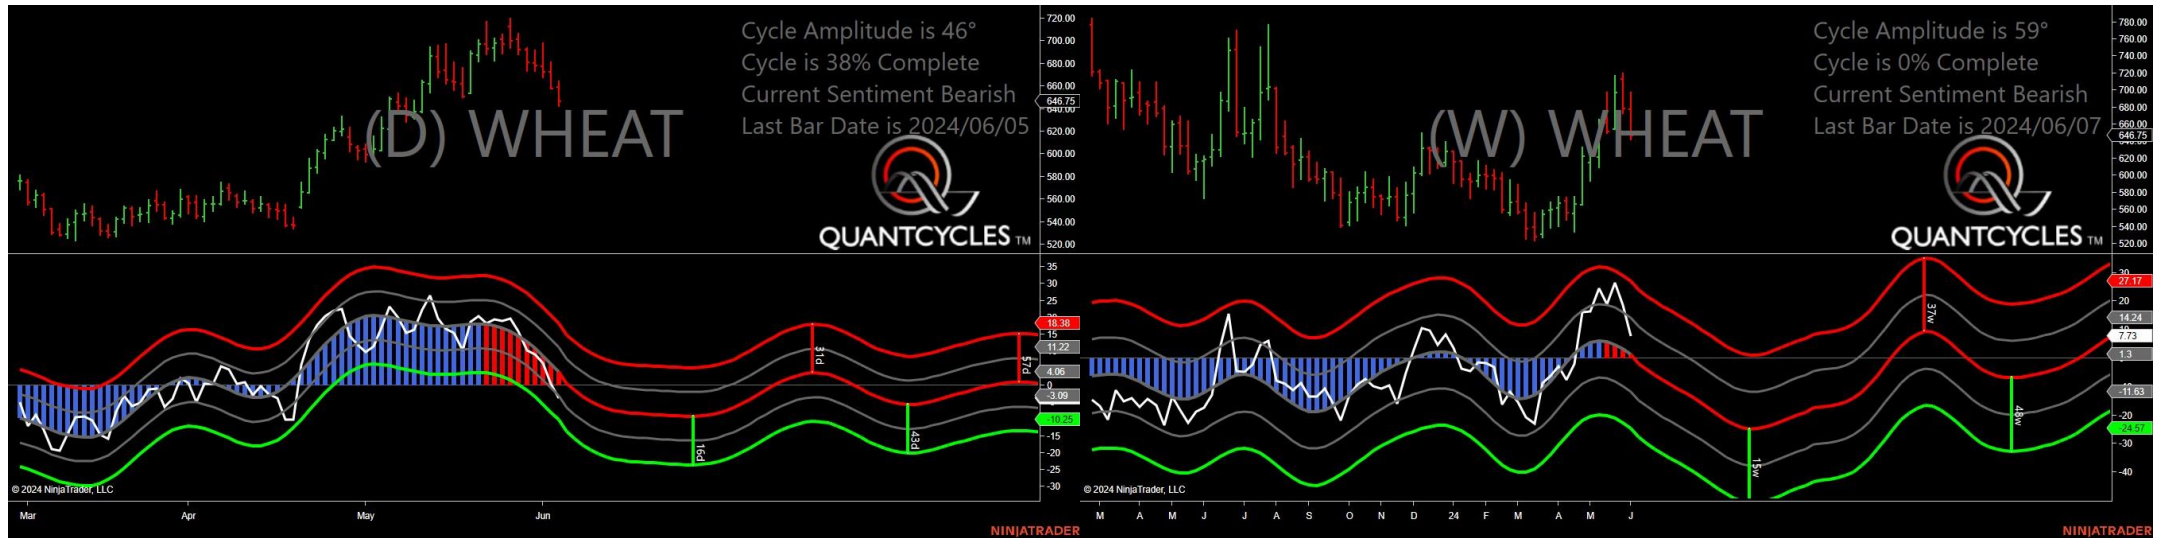 Cycle Amplitude is 46°
Cycle is 38% Complete
Current Sentiment Bearish
Last Bar Date is 2024/06/05
(D) WHEAT
QUANTCYCLES TM
720.00
700.00
680.00
660.00
646.75
640.00
620.00
600.00
580.00
560.00
540.00
520.00
35
30
25
18.38
15
11.22
4.06
0
-3.09
-10.25
-15
-20
-25
-30
16d
31d
43d
57d
© 2024 NinjaTrader, LLC
Mar Apr May Jun
NINJATRADER
Cycle Amplitude is 59°
Cycle is 0% Complete
Current Sentiment Bearish
Last Bar Date is 2024/06/07
(W) WHEAT
QUANTCYCLES TM
780.00
760.00
740.00
720.00
700.00
680.00
660.00
646.75
620.00
600.00
580.00
560.00
540.00
520.00
30
27.17
20
14.24
7.73
1.3
-11.63
-20
-24.57
-30
-40
15w
37w
48w
© 2024 NinjaTrader, LLC
M A M J J A S O N D 24 F M A M J
NINJATRADER